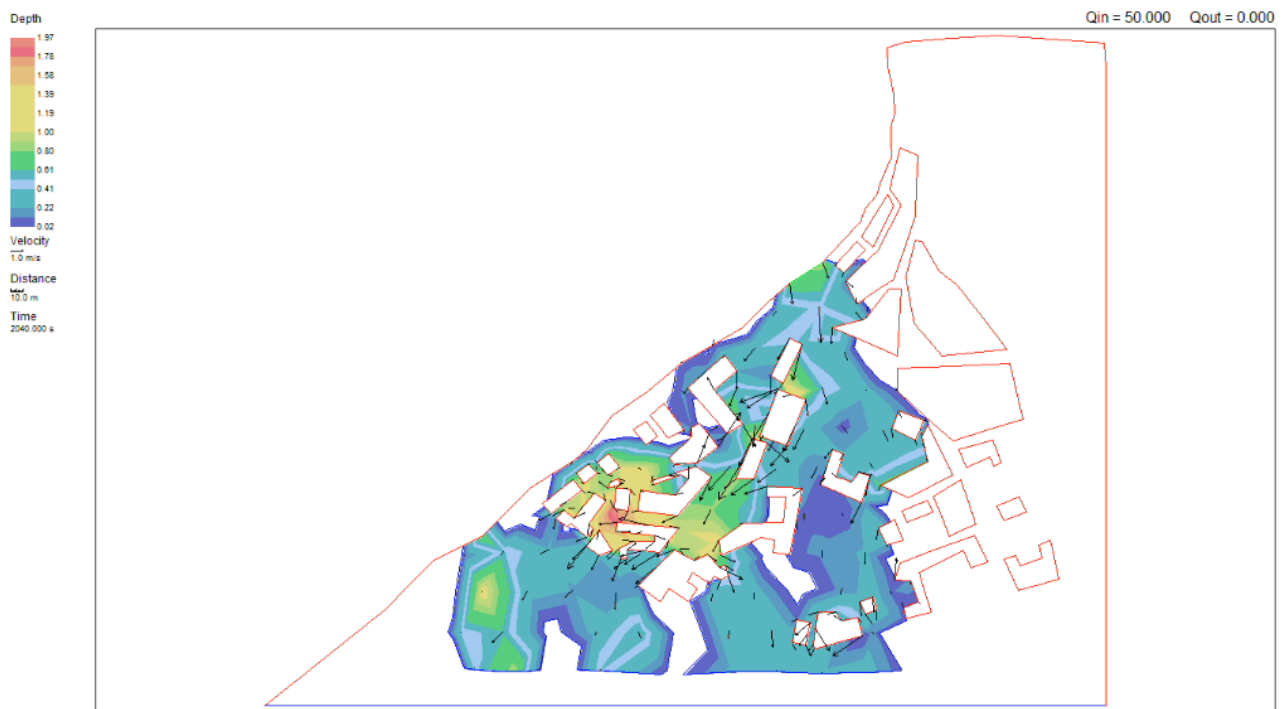 Qin = 50.000 Qout = 0.000
Depth
1.97
1.78
1.58
1.39
1.19
1.00
0.80
0.61
0.41
0.22
0.02
Velocity
1.0 m/s
Distance
10.0 m
Time
2040.000 s